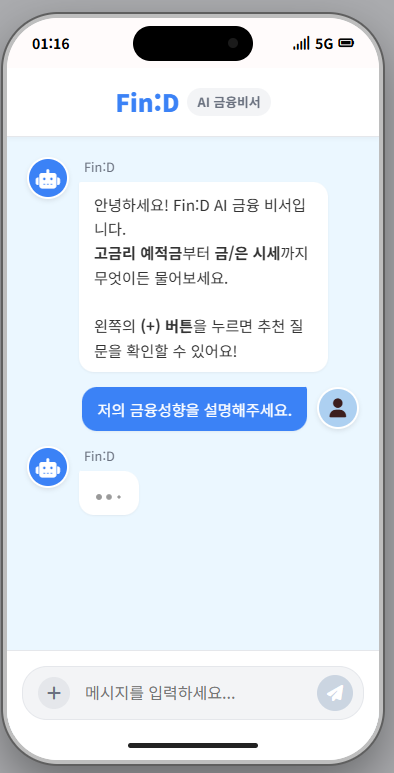 01:16
5G
Fin:D AI 금융비서
Fin:D
안녕하세요! Fin:D AI 금융 비서입
니다.
고금리 예적금부터 금/은 시세까지
무엇이든 물어보세요.
왼쪽의 (+) 버튼을 누르면 추천 질
문을 확인할 수 있어요!
저의 금융성향을 설명해주세요.
Fin:D
메시지를 입력하세요...